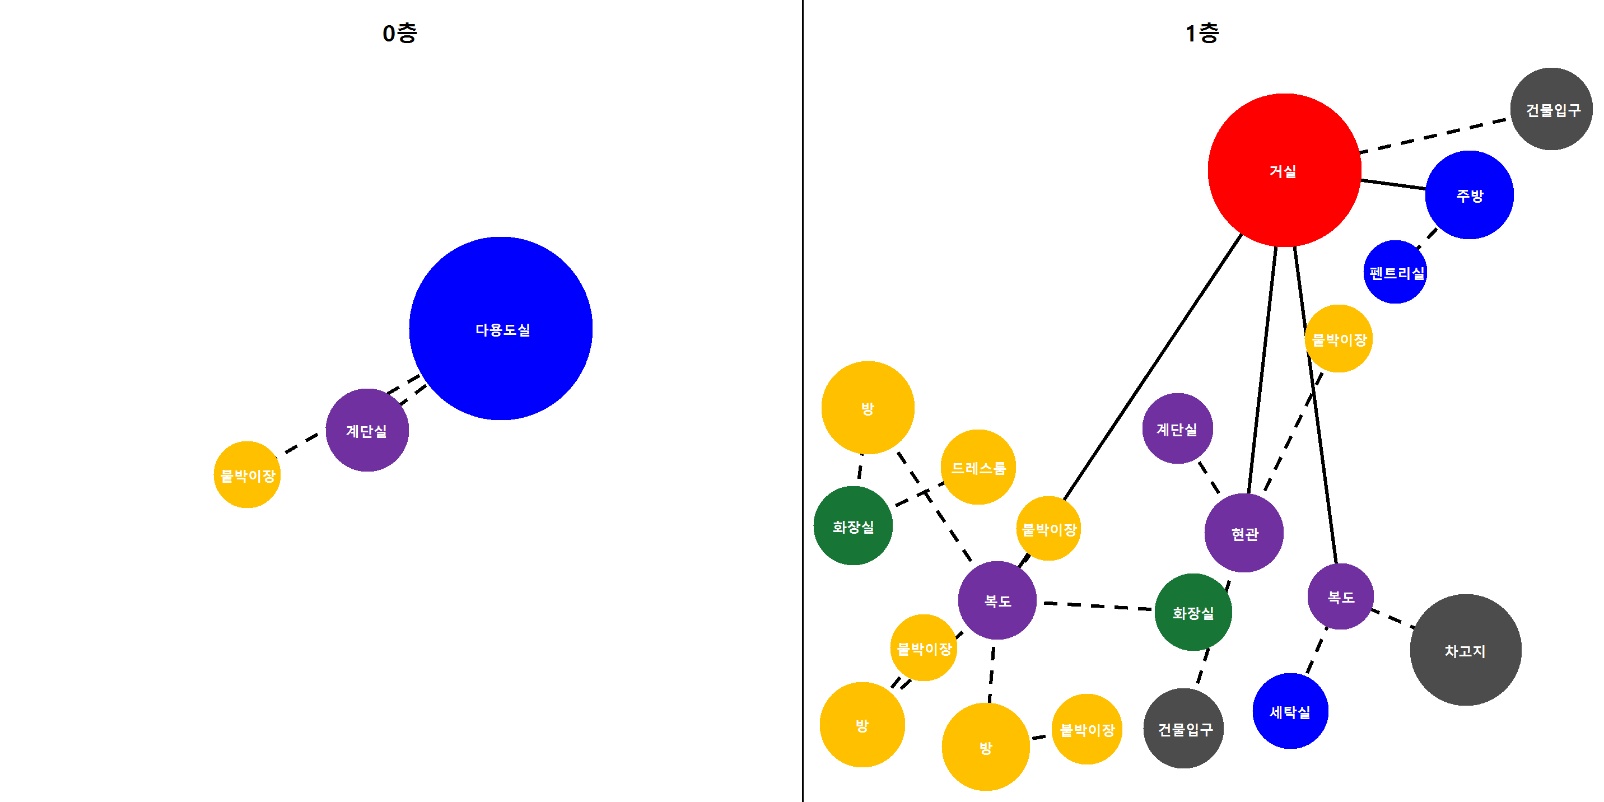 0층
다용도실
계단실
붙박이장
1층
건물입구
거실
주방
펜트리실
붙박이장
방
계단실
드레스룸
화장실
붙박이장
현관
복도
복도
화장실
붙박이장
차고지
세탁실
방
방
붙박이장
건물입구